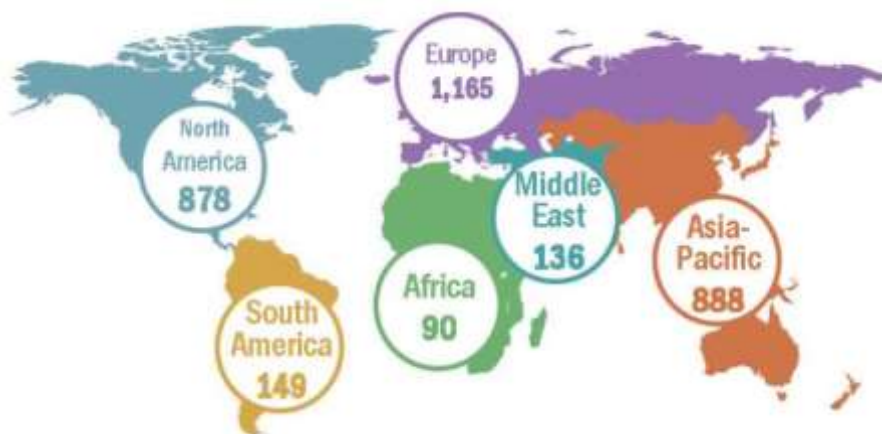 Europe
1,165
North
America
878
Middle
East
136
Asia-
Pacific
888
Africa
90
South
America
149